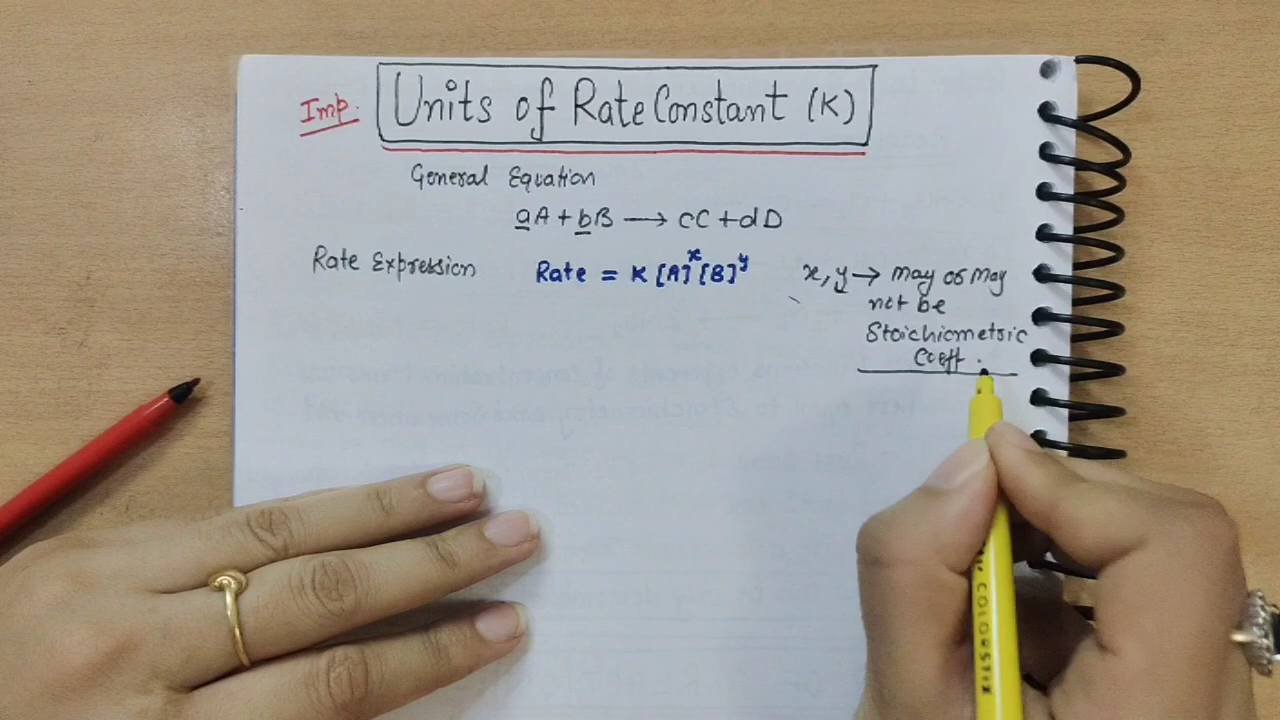 Imp. Units of Rate Constant (K)
General Equation
aA + bB → cC + dD
Rate Expression Rate = K [A]^x [B]^y x, y → may or may
not be
Stoichiometric
Coeff.
COLORSTIX